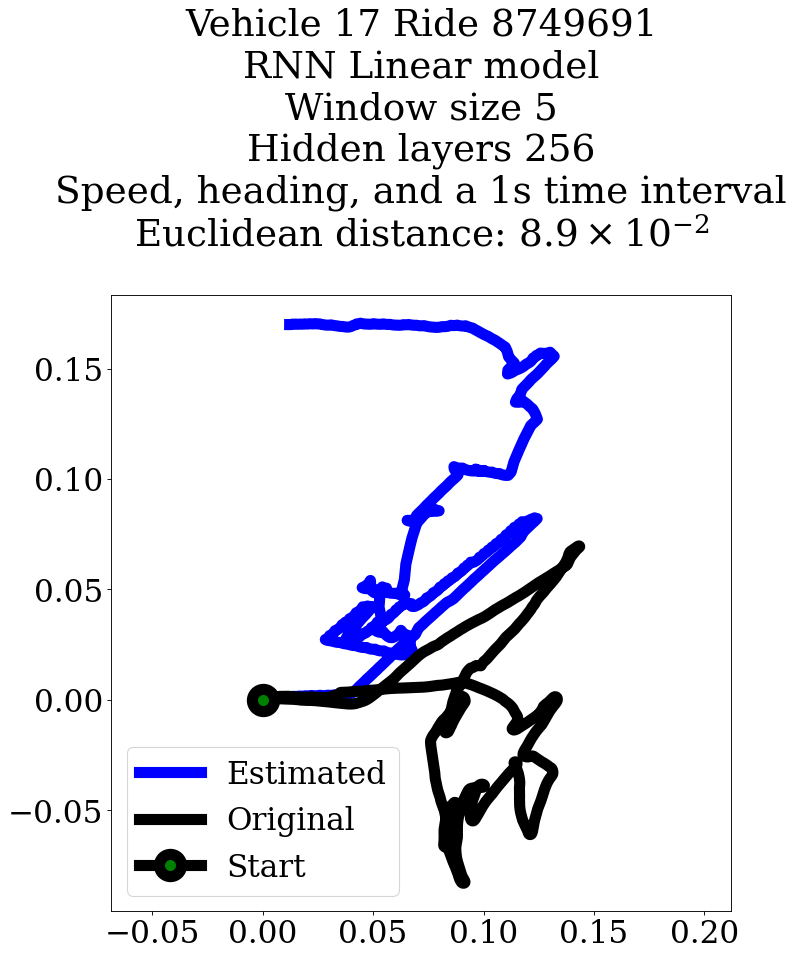 Vehicle 17 Ride 8749691
RNN Linear model
Window size 5
Hidden layers 256
Speed, heading, and a 1s time interval
Euclidean distance: 8.9 × 10⁻²
0.15
0.10
0.05
0.00
−0.05
Estimated
Original
Start
−0.05 0.00 0.05 0.10 0.15 0.20